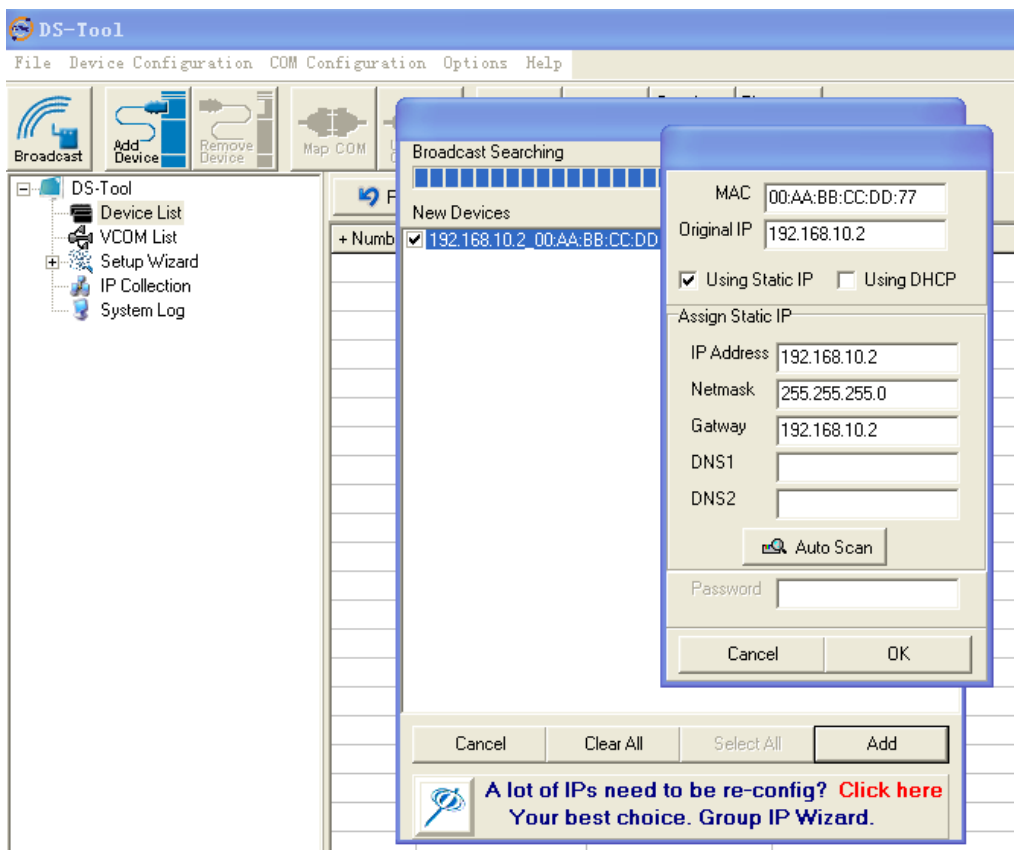 DS-Tool
File Device Configuration COM Configuration Options Help
Broadcast
Add Device
Remove Device
Map COM
DS-Tool
Device List
VCOM List
Setup Wizard
IP Collection
System Log
+ Numb
Broadcast Searching
New Devices
192.168.10.2_00:AA:BB:CC:DD
MAC 00:AA:BB:CC:DD:77
Original IP 192.168.10.2
Using Static IP Using DHCP
Assign Static IP
IP Address 192.168.10.2
Netmask 255.255.255.0
Gatway 192.168.10.2
DNS1
DNS2
Auto Scan
Password
Cancel OK
Cancel Clear All Select All Add
A lot of IPs need to be re-config? Click here
Your best choice. Group IP Wizard.